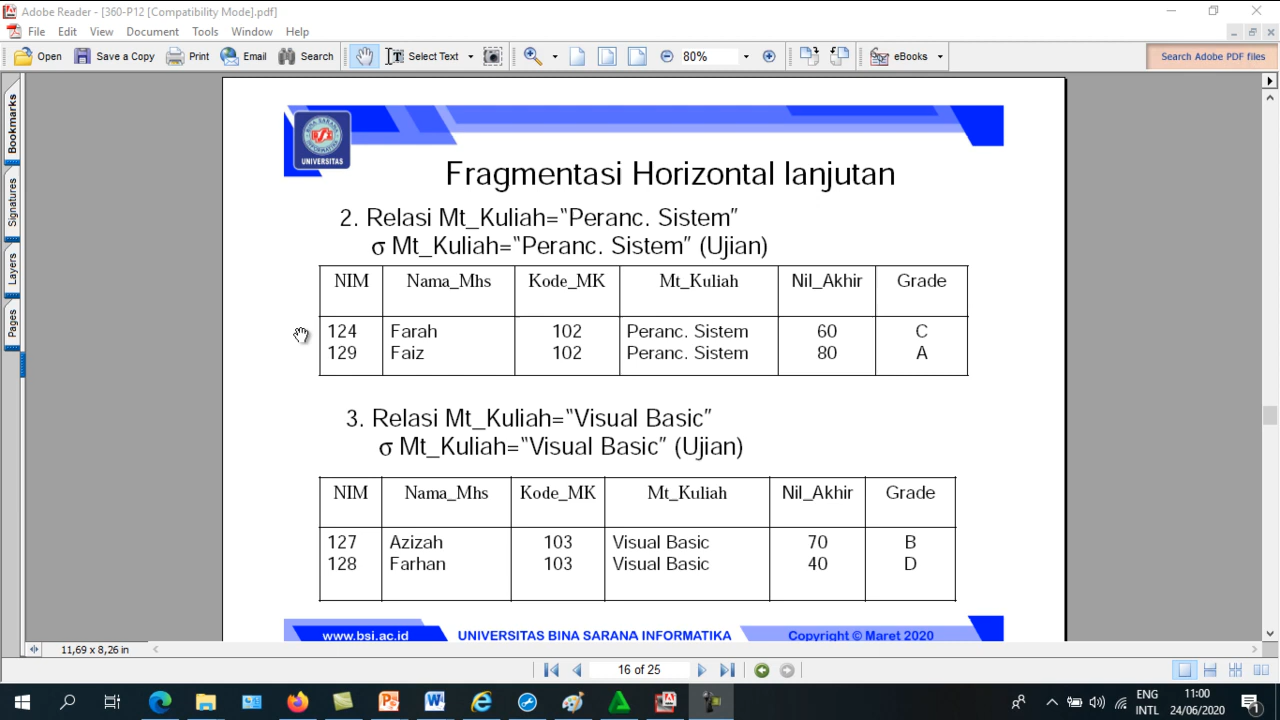 Adobe Reader - [360-P12 [Compatibility Mode].pdf]
File Edit View Document Tools Window Help
Open Save a Copy Print Email Search Select Text 80% eBooks Search Adobe PDF files
Bookmarks
Signatures
Layers
Pages
UNIVERSITAS
Fragmentasi Horizontal lanjutan
2. Relasi Mt_Kuliah="Peranc. Sistem"
σ Mt_Kuliah="Peranc. Sistem" (Ujian)
NIM Nama_Mhs Kode_MK Mt_Kuliah Nil_Akhir Grade
124 Farah 102 Peranc. Sistem 60 C
129 Faiz 102 Peranc. Sistem 80 A
3. Relasi Mt_Kuliah="Visual Basic"
σ Mt_Kuliah="Visual Basic" (Ujian)
NIM Nama_Mhs Kode_MK Mt_Kuliah Nil_Akhir Grade
127 Azizah 103 Visual Basic 70 B
128 Farhan 103 Visual Basic 40 D
www.bsi.ac.id UNIVERSITAS BINA SARANA INFORMATIKA Copyright © Maret 2020
11,69 x 8,26 in
16 of 25
ENG 11:00
INTL 24/06/2020